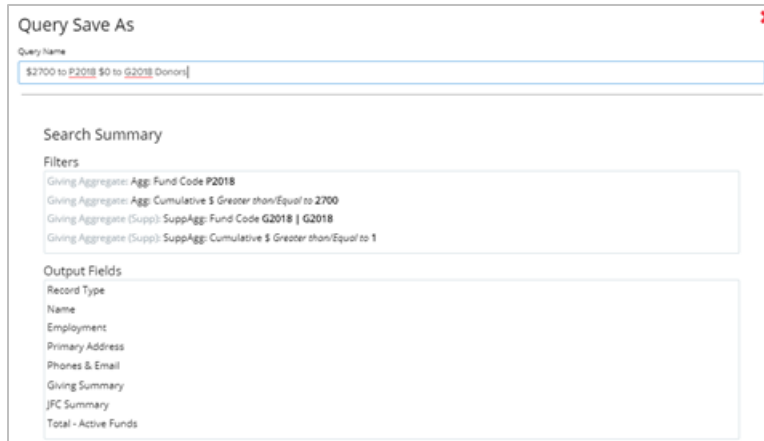 Query Save As
Query Name
$2700 to P2018 $0 to G2018 Donors
Search Summary
Filters
Giving Aggregate: Agg: Fund Code P2018
Giving Aggregate: Agg: Cumulative $ Greater than/Equal to 2700
Giving Aggregate (Supp): SuppAgg: Fund Code G2018 | G2018
Giving Aggregate (Supp): SuppAgg: Cumulative $ Greater than/Equal to 1
Output Fields
Record Type
Name
Employment
Primary Address
Phones & Email
Giving Summary
JFC Summary
Total - Active Funds